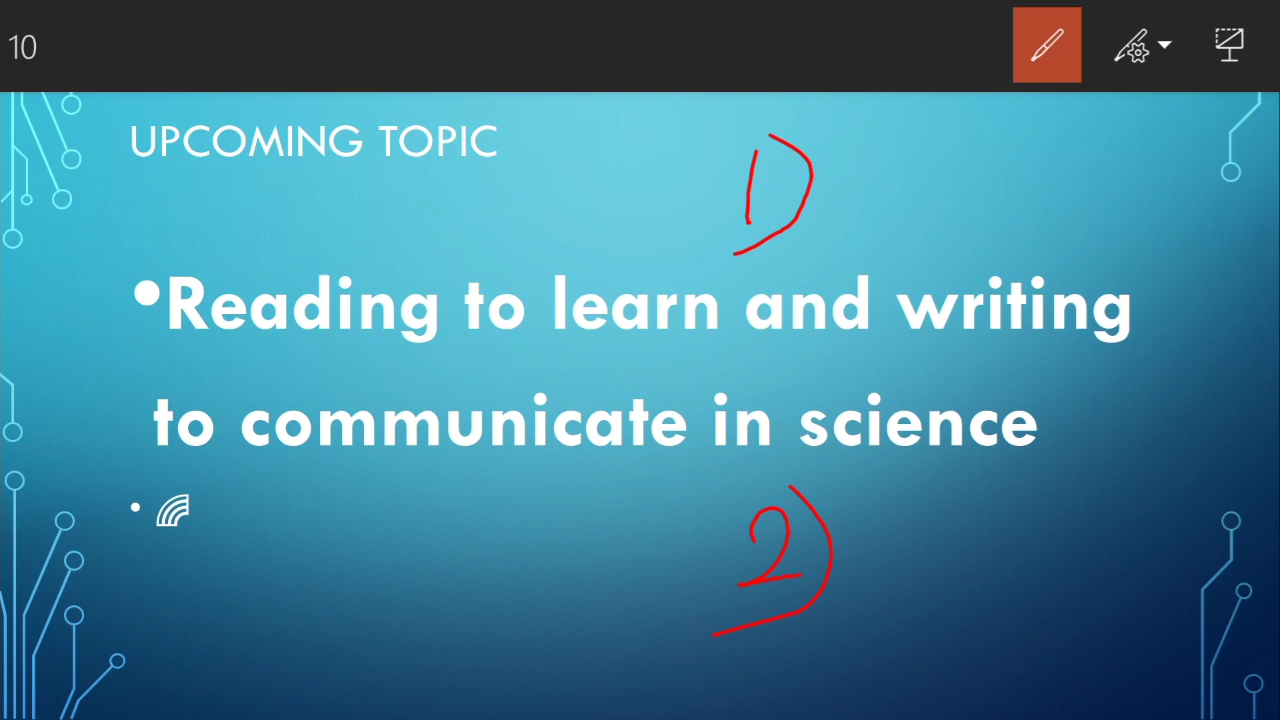 10
UPCOMING TOPIC
1)
•Reading to learn and writing
to communicate in science
• 🌈
2)